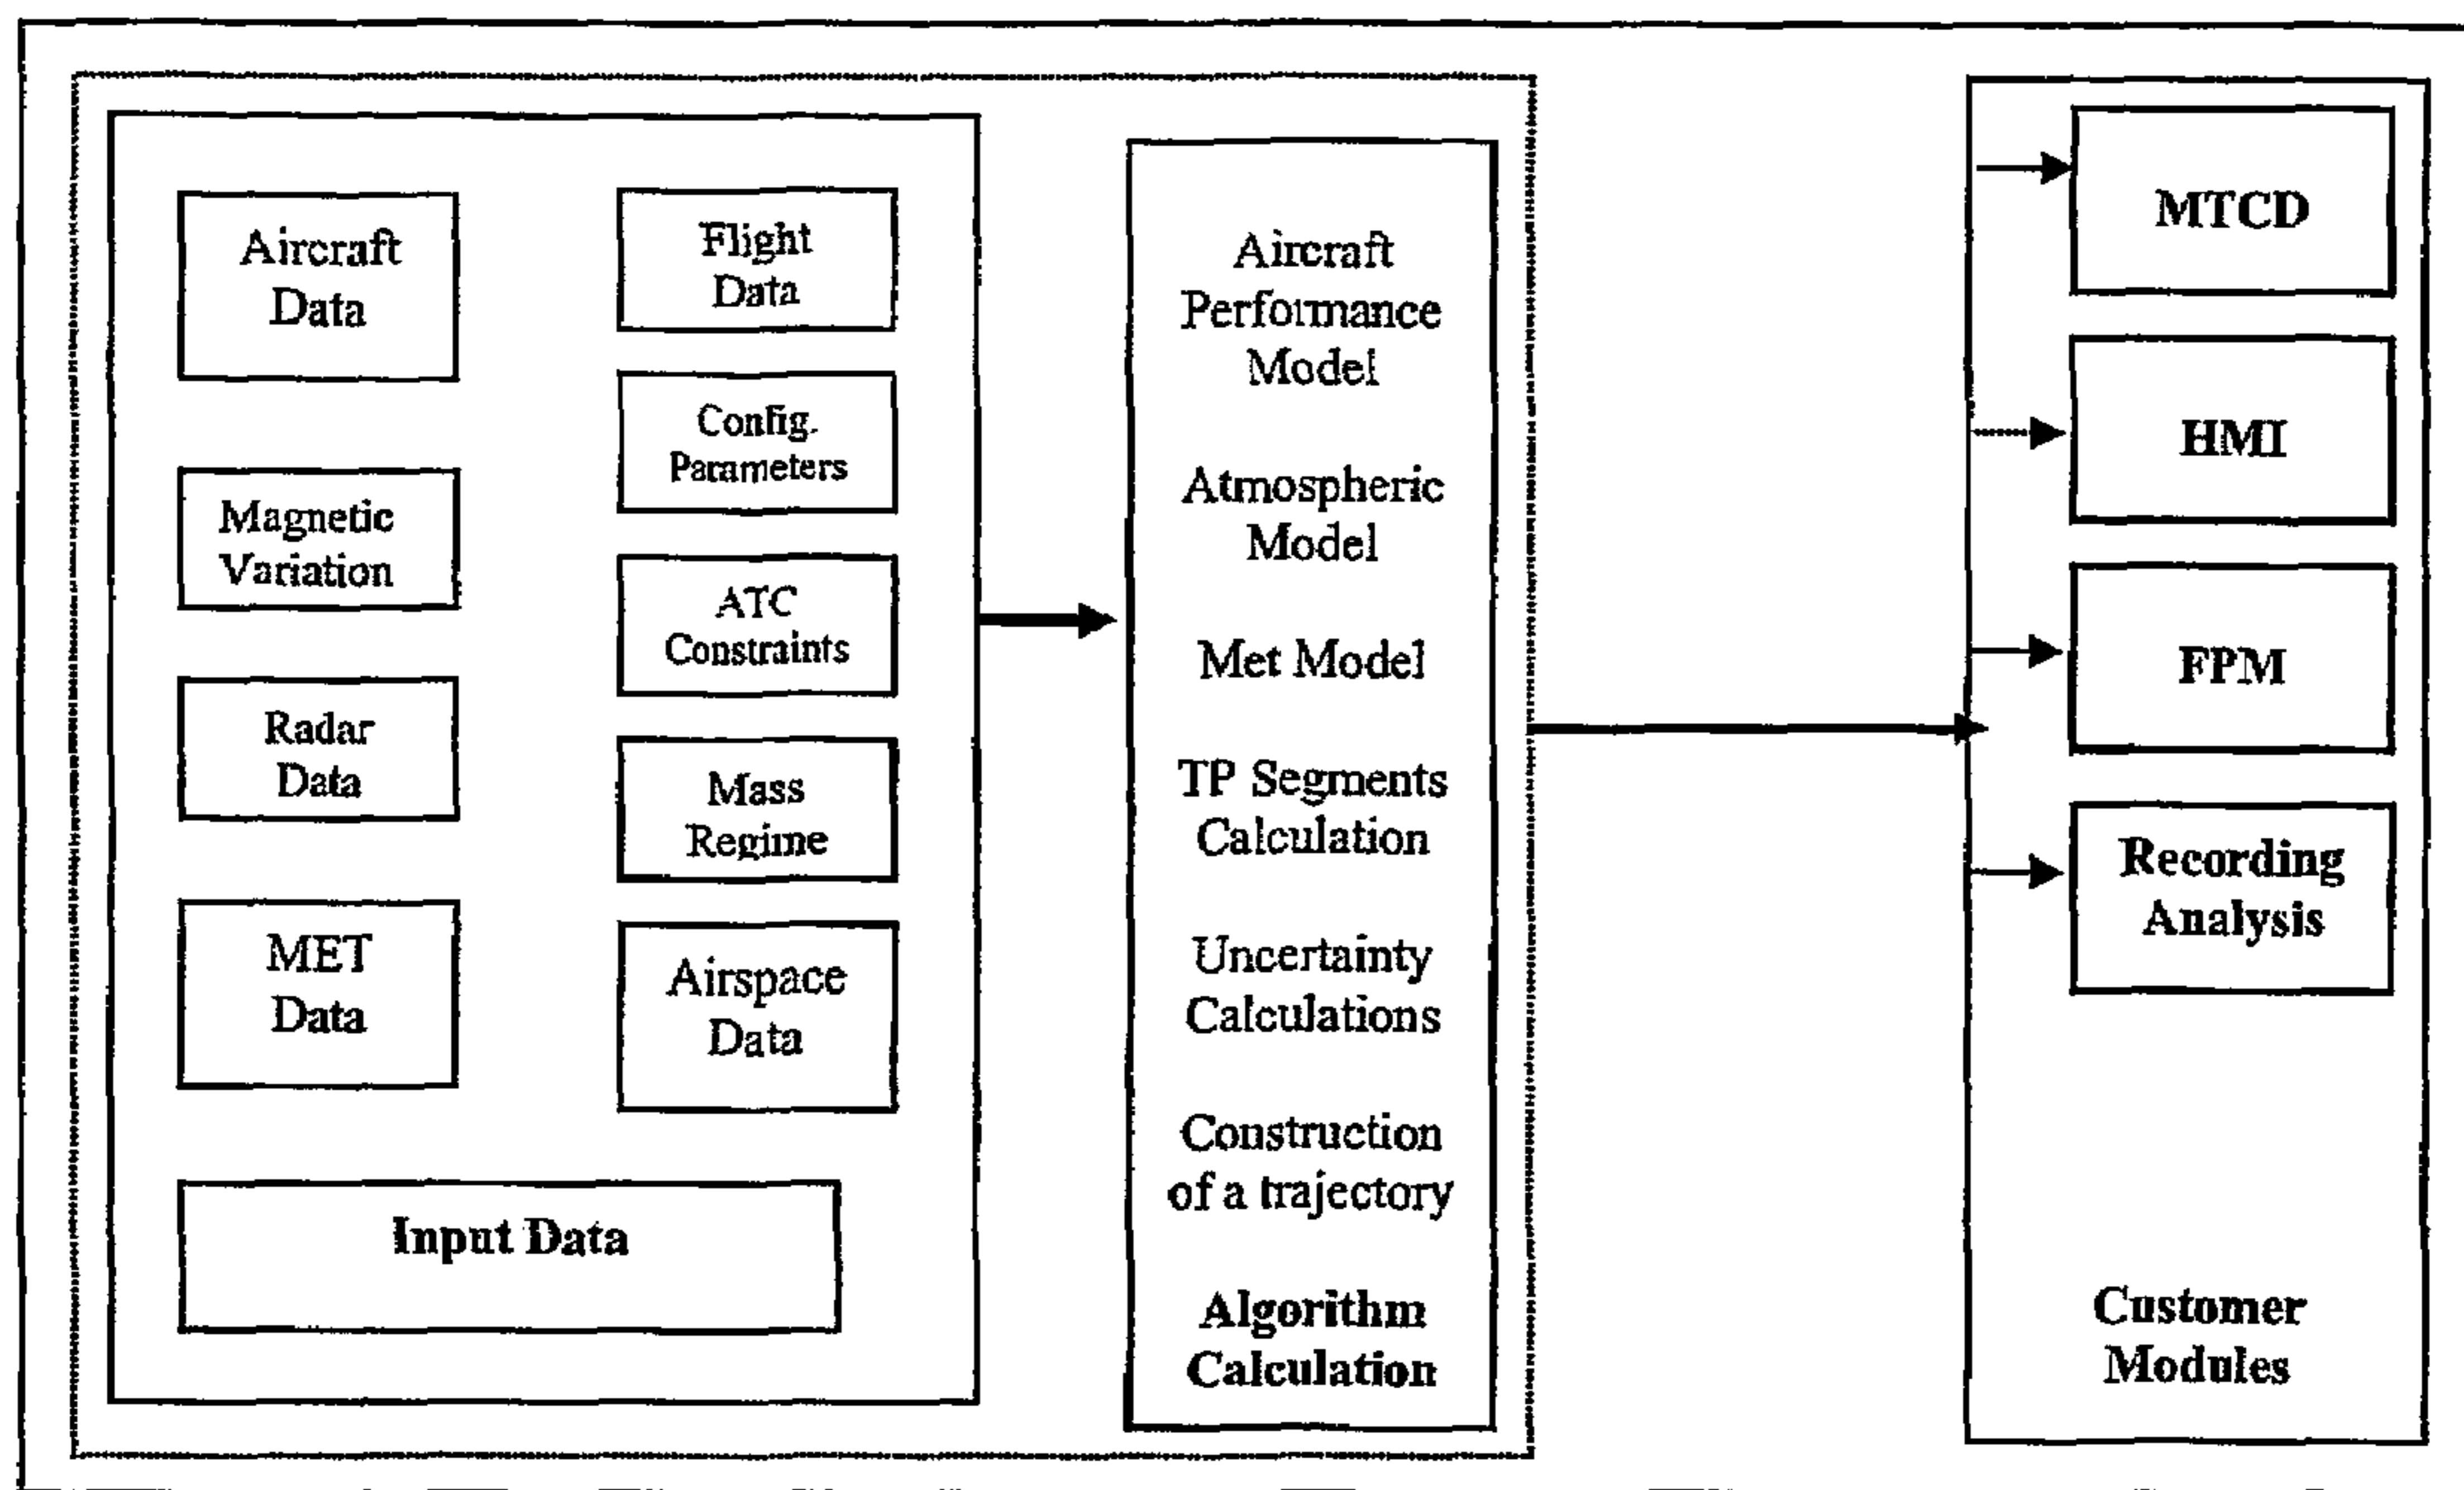 Aircraft
Data
Magnetic
Variation
Radar
Data
MET
Data
Flight
Data
Config.
Parameters
ATC
Constraints
Mass
Regime
Airspace
Data
Input Data
Aircraft
Performance
Model
Atmospheric
Model
Met Model
TP Segments
Calculation
Uncertainty
Calculations
Construction
of a trajectory
Algorithm
Calculation
MTCD
HMI
FPM
Recording
Analysis
Customer
Modules